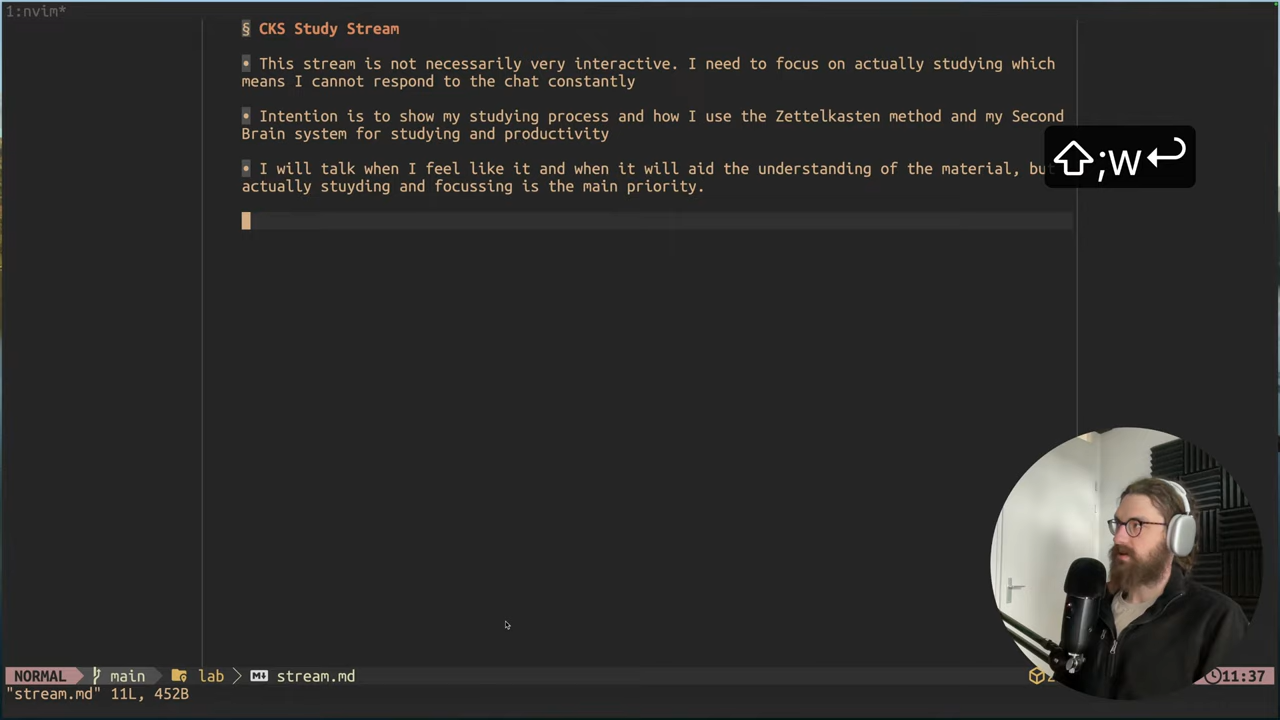 1:nvim*
§ CKS Study Stream
• This stream is not necessarily very interactive. I need to focus on actually studying which
means I cannot respond to the chat constantly
• Intention is to show my studying process and how I use the Zettelkasten method and my Second
Brain system for studying and productivity
⇧;w↩
• I will talk when I feel like it and when it will aid the understanding of the material, but
actually stuyding and focussing is the main priority.
NORMAL main lab > stream.md 11:37
"stream.md" 11L, 452B